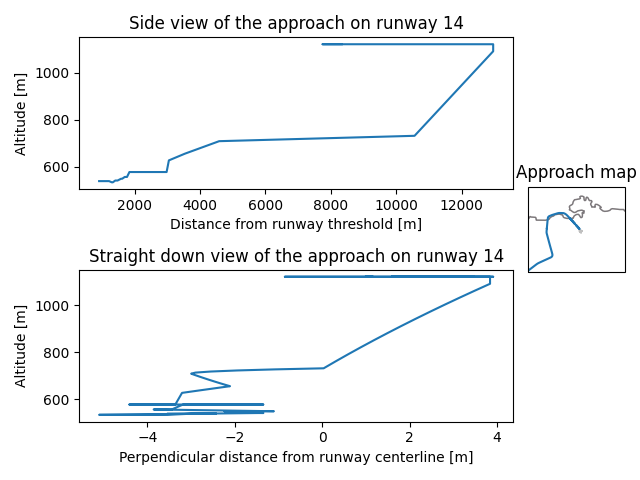 Side view of the approach on runway 14
1000
800
600
Altitude [m]
2000 4000 6000 8000 10000 12000
Distance from runway threshold [m]
Approach map
Straight down view of the approach on runway 14
1000
800
600
Altitude [m]
−4 −2 0 2 4
Perpendicular distance from runway centerline [m]